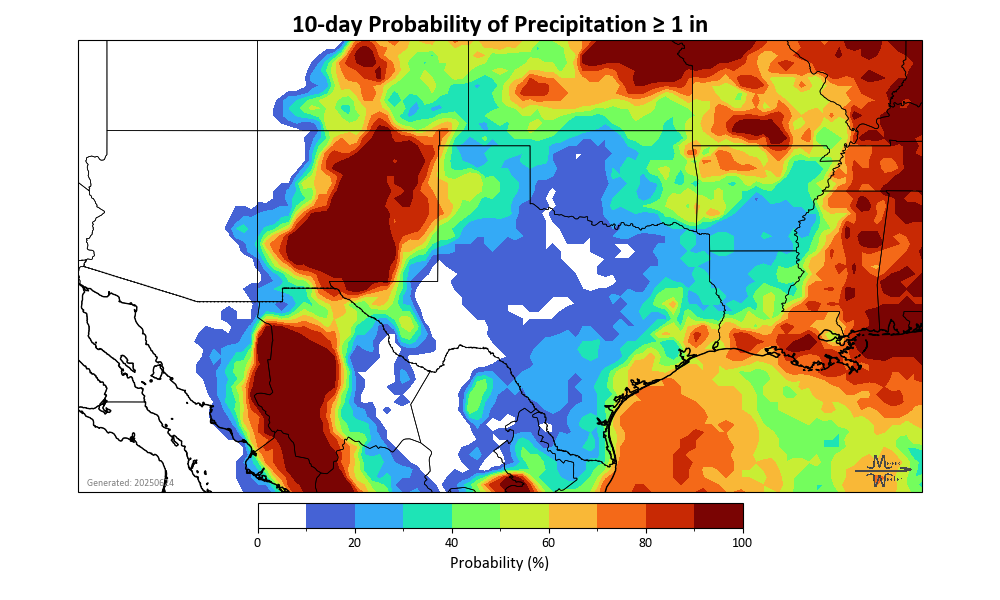 10-day Probability of Precipitation ≥ 1 in
Generated: 20250624
0 20 40 60 80 100
Probability (%)